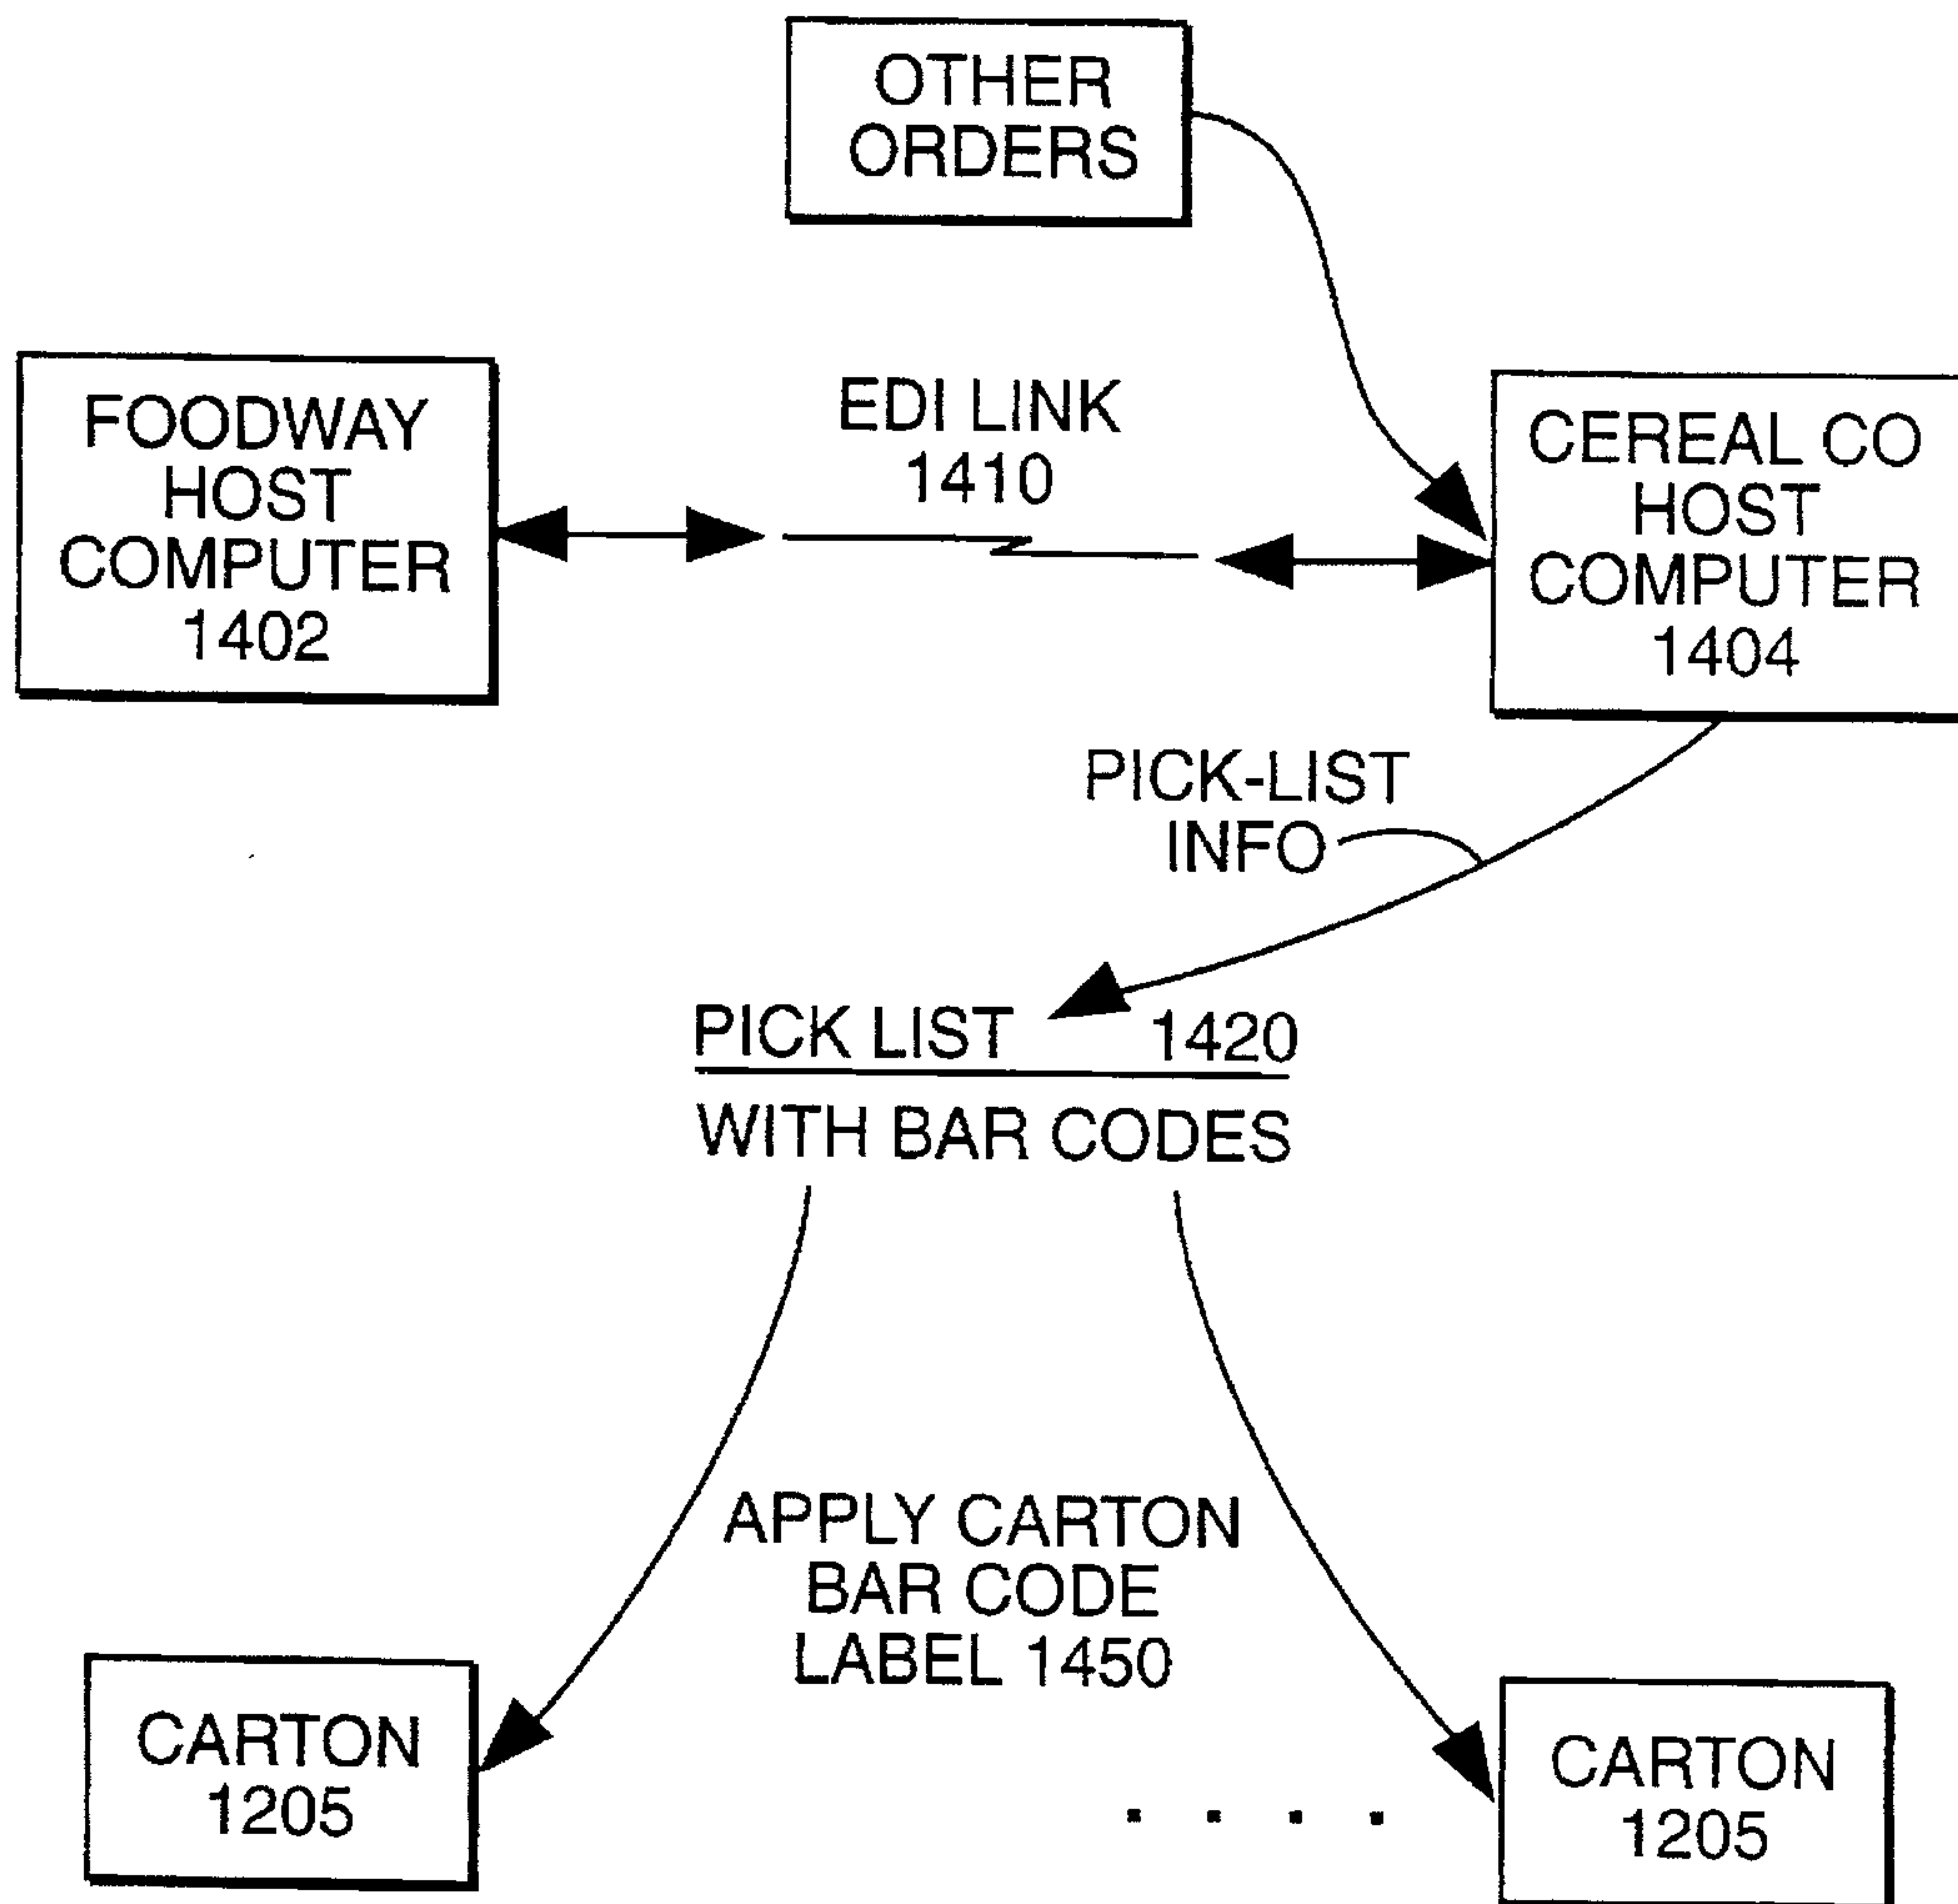 OTHER
ORDERS
FOODWAY
HOST
COMPUTER
1402
EDI LINK
1410
CEREAL CO
HOST
COMPUTER
1404
PICK-LIST
INFO
PICK LIST 1420
WITH BAR CODES
APPLY CARTON
BAR CODE
LABEL 1450
CARTON
1205
CARTON
1205